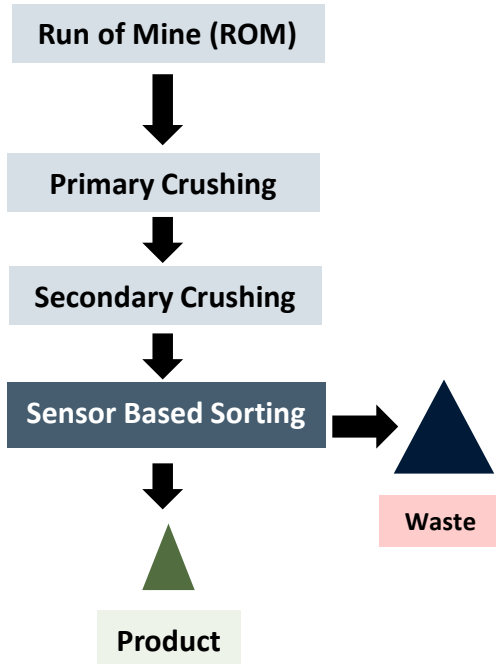 Run of Mine (ROM)
Primary Crushing
Secondary Crushing
Sensor Based Sorting
Waste
Product